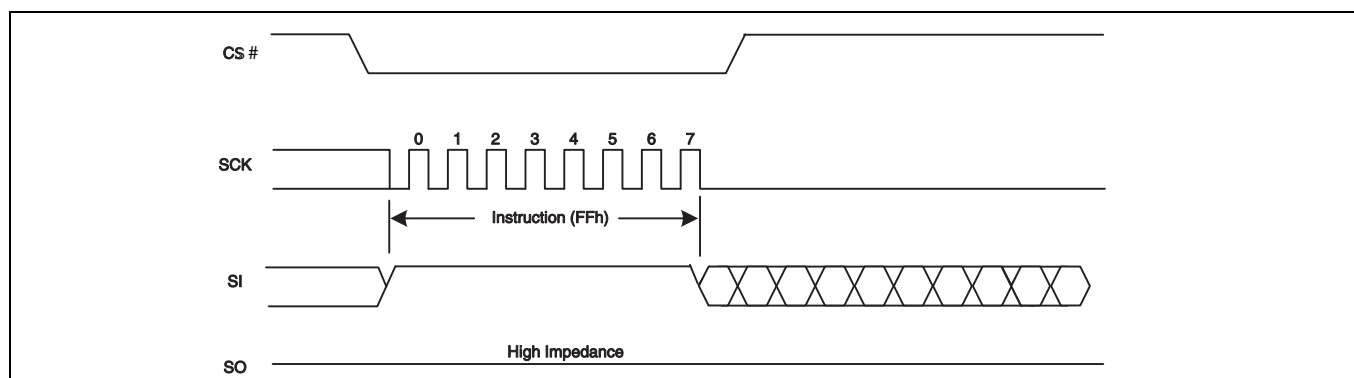 CS #
0 1 2 3 4 5 6 7
SCK
Instruction (FFh)
SI
High Impedance
SO